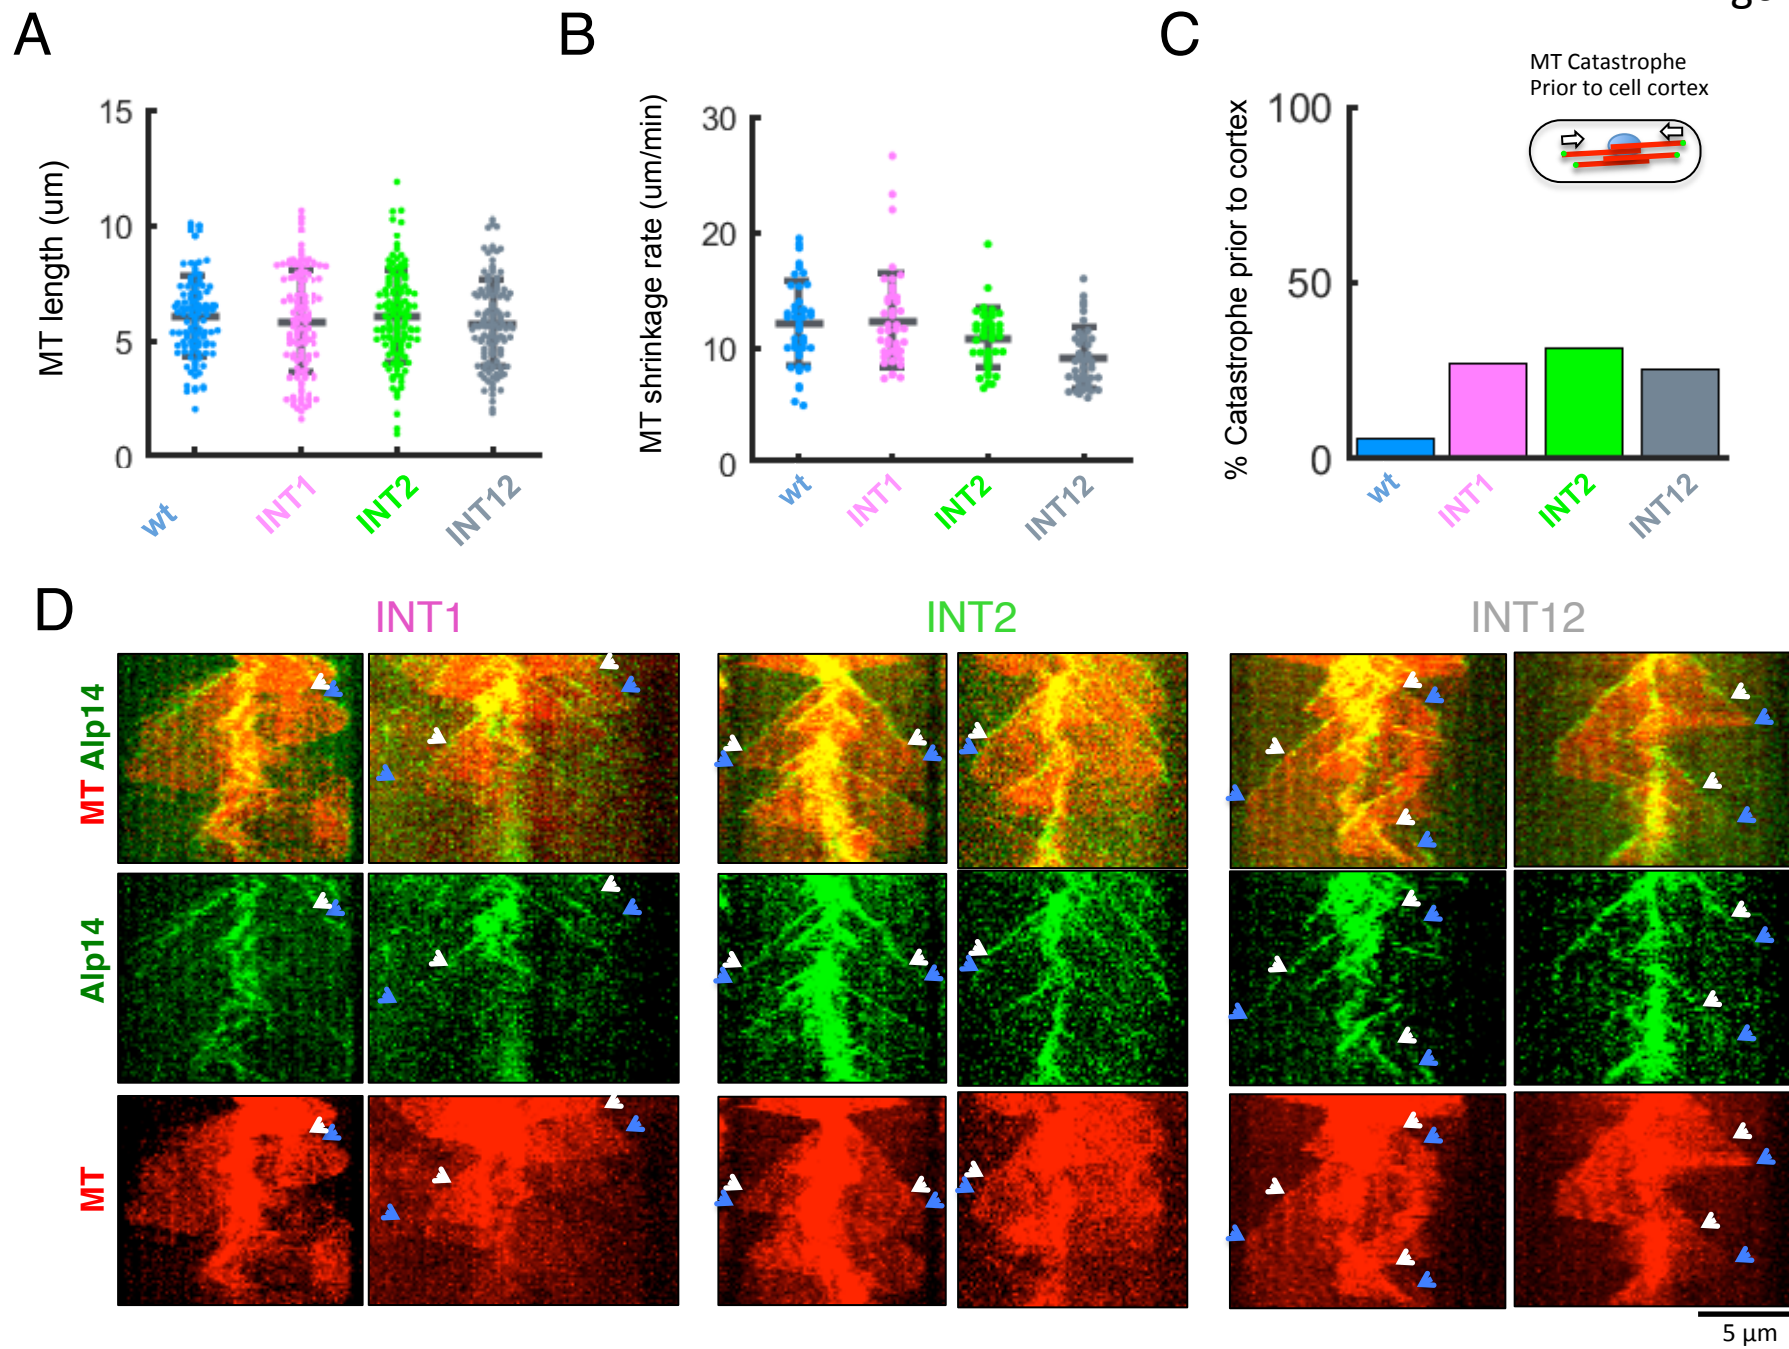 A
B
C
MT Catastrophe
Prior to cell cortex
MT length (um)
15
10
5
0
wt
INT1
INT2
INT12
MT shrinkage rate (um/min)
30
20
10
0
wt
INT1
INT2
INT12
% Catastrophe prior to cortex
100
50
0
wt
INT1
INT2
INT12
D
INT1
INT2
INT12
MT Alp14
Alp14
MT
5 µm